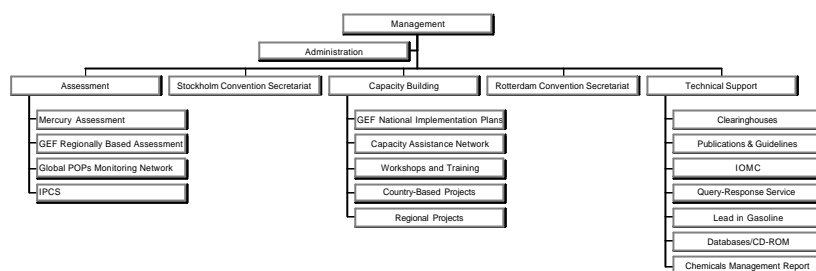 Management
Administration
Assessment
Stockholm Convention Secretariat
Capacity Building
Rotterdam Convention Secretariat
Technical Support
Mercury Assessment
GEF Regionally Based Assessment
Global POPs Monitoring Network
IPCS
GEF National Implementation Plans
Capacity Assistance Network
Workshops and Training
Country-Based Projects
Regional Projects
Clearinghouses
Publications & Guidelines
IOMC
Query-Response Service
Lead in Gasoline
Databases/CD-ROM
Chemicals Management Report